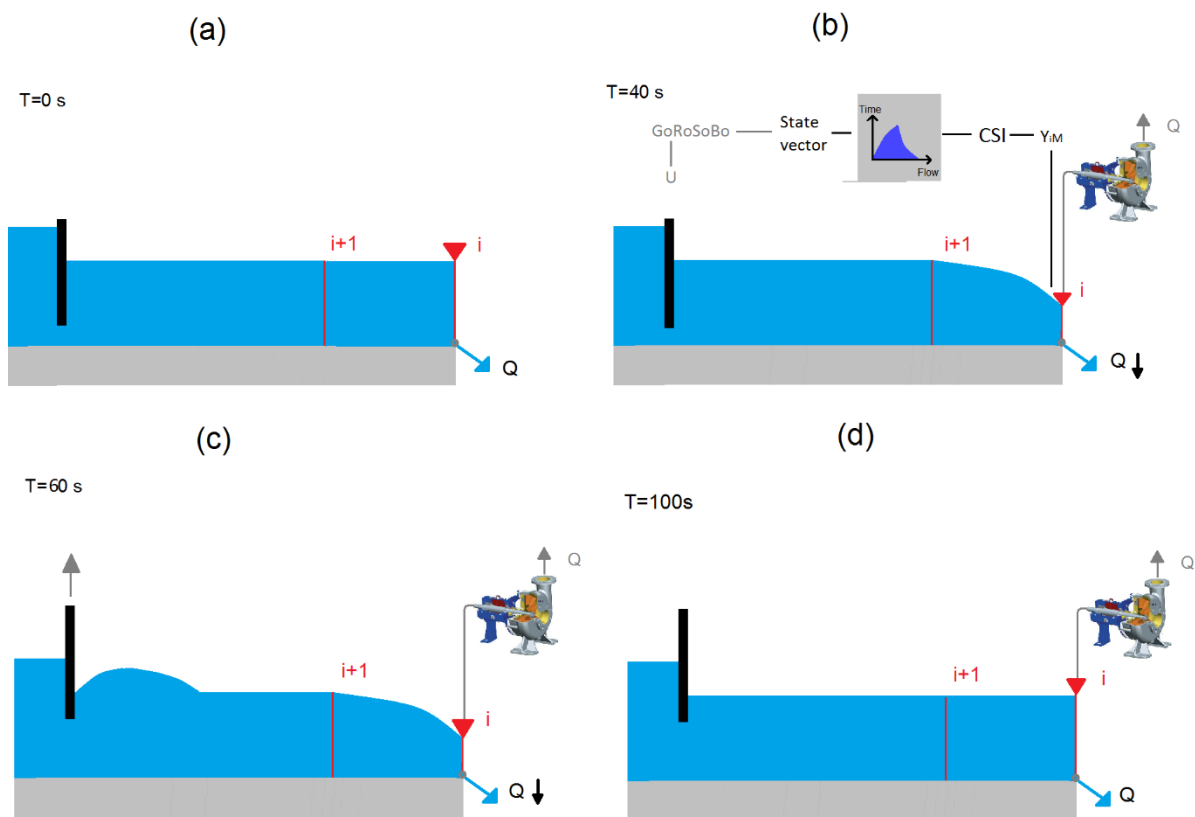 (a)
T=0 s
i+1
i
Q
(b)
T=40 s
GoRoSoBo
U
State
vector
Time
Flow
CSI
YiM
Q
i+1
i
Q
(c)
T=60 s
Q
i+1
i
Q
(d)
T=100s
Q
i+1
i
Q